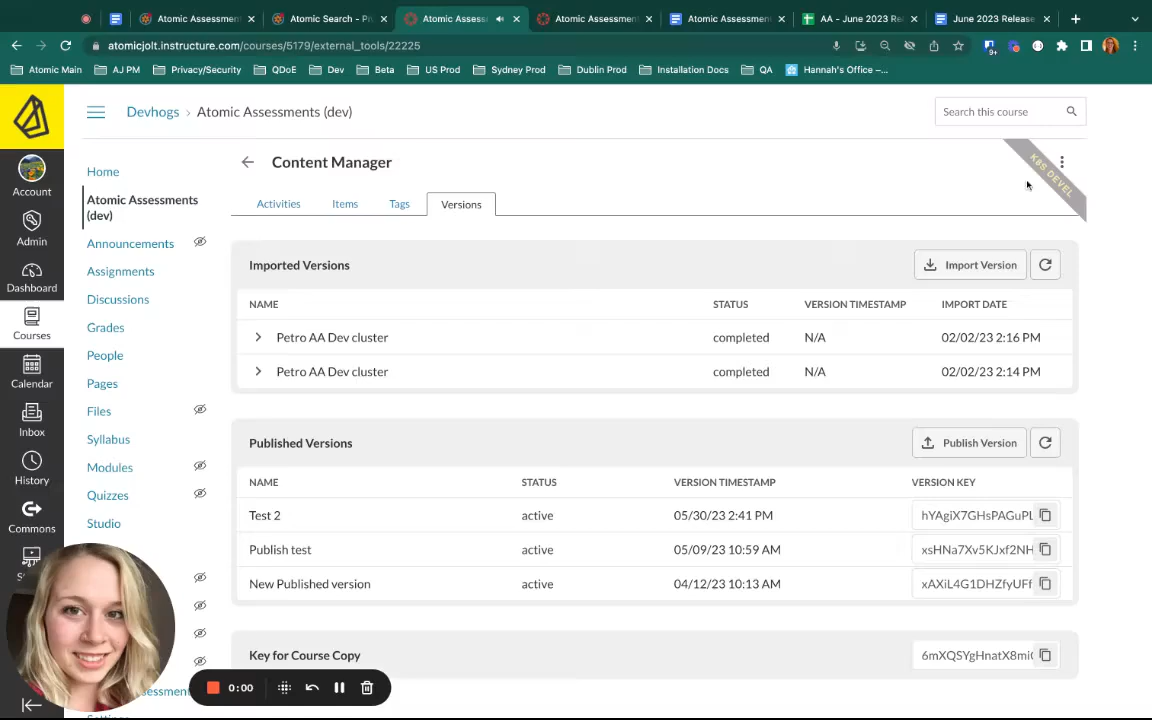 Atomic Assessments
Atomic Search - Pr
Atomic Assess
Atomic Assessment
Atomic Assessment
AA - June 2023 Re
June 2023 Release
atomicjolt.instructure.com/courses/5179/external_tools/22225
9+
Atomic Main
AJ PM
Privacy/Security
QDoE
Dev
Beta
US Prod
Sydney Prod
Dublin Prod
Installation Docs
QA
Hannah's Office –...
Devhogs › Atomic Assessments (dev)
Search this course
Account
Admin
Dashboard
Courses
Calendar
Inbox
History
Commons
Home
Atomic Assessments
(dev)
Announcements
Assignments
Discussions
Grades
People
Pages
Files
Syllabus
Modules
Quizzes
Studio
Content Manager
K8S DEVEL
Activities
Items
Tags
Versions
Imported Versions
Import Version
NAME STATUS VERSION TIMESTAMP IMPORT DATE
Petro AA Dev cluster completed N/A 02/02/23 2:16 PM
Petro AA Dev cluster completed N/A 02/02/23 2:14 PM
Published Versions
Publish Version
NAME STATUS VERSION TIMESTAMP VERSION KEY
Test 2 active 05/30/23 2:41 PM hYAgiX7GHsPAGuPL
Publish test active 05/09/23 10:59 AM xsHNa7Xv5KJxf2NH
New Published version active 04/12/23 10:13 AM xAXiL4G1DHZfyUFf
Key for Course Copy 6mXQSYgHnatX8mi
0:00